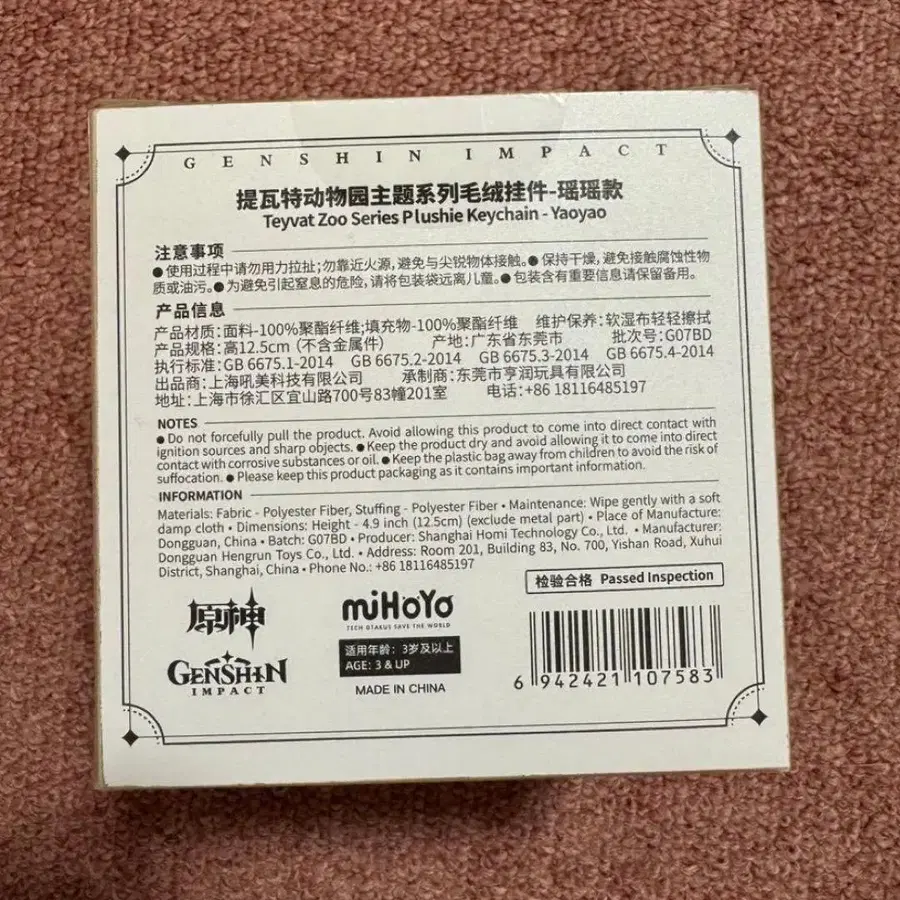 GENSHIN IMPACT
提瓦特动物园主题系列毛绒挂件-瑶瑶款
Teyvat Zoo Series Plushie Keychain - Yaoyao
注意事项
●使用过程中请勿用力拉扯;勿靠近火源,避免与尖锐物体接触。●保持干燥,避免接触腐蚀性物
质或油污。●为避免引起窒息的危险,请将包装袋远离儿童。●包装含有重要信息请保留备用。
产品信息
产品材质:面料-100%聚酯纤维;填充物-100%聚酯纤维 维护保养:软湿布轻轻擦拭
产品规格:高12.5cm(不含金属件) 产地:广东省东莞市 批次号:G07BD
执行标准:GB 6675.1-2014 GB 6675.2-2014 GB 6675.3-2014 GB 6675.4-2014
出品商:上海吼美科技有限公司 承制商:东莞市亨润玩具有限公司
地址:上海市徐汇区宜山路700号83幢201室 电话:+86 18116485197
NOTES
● Do not forcefully pull the product. Avoid allowing this product to come into direct contact with
ignition sources and sharp objects. ● Keep the product dry and avoid allowing it to come into direct
contact with corrosive substances or oil. ● Keep the plastic bag away from children to avoid the risk of
suffocation. ● Please keep this product packaging as it contains important information.
INFORMATION
Materials: Fabric - Polyester Fiber, Stuffing - Polyester Fiber • Maintenance: Wipe gently with a soft
damp cloth • Dimensions: Height - 4.9 inch (12.5cm) (exclude metal part) • Place of Manufacture:
Dongguan, China • Batch: G07BD • Producer: Shanghai Homi Technology Co., Ltd. • Manufacturer:
Dongguan Hengrun Toys Co., Ltd. • Address: Room 201, Building 83, No. 700, Yishan Road, Xuhui
District, Shanghai, China • Phone No.: +86 18116485197
检验合格 Passed Inspection
原神
GENSHIN
IMPACT
miHoYo
TECH OTAKUS SAVE THE WORLD
适用年龄:3岁及以上
AGE: 3 & UP
MADE IN CHINA
6 942421 107583